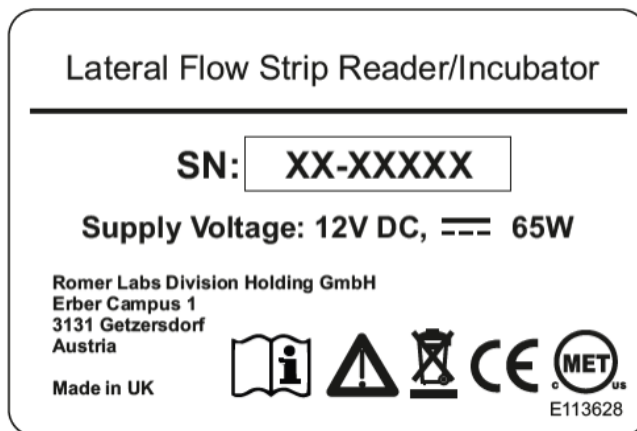 Lateral Flow Strip Reader/Incubator
SN: XX-XXXXX
Supply Voltage: 12V DC, 65W
Romer Labs Division Holding GmbH
Erber Campus 1
3131 Getzersdorf
Austria
Made in UK
i
CE
c MET us
E113628